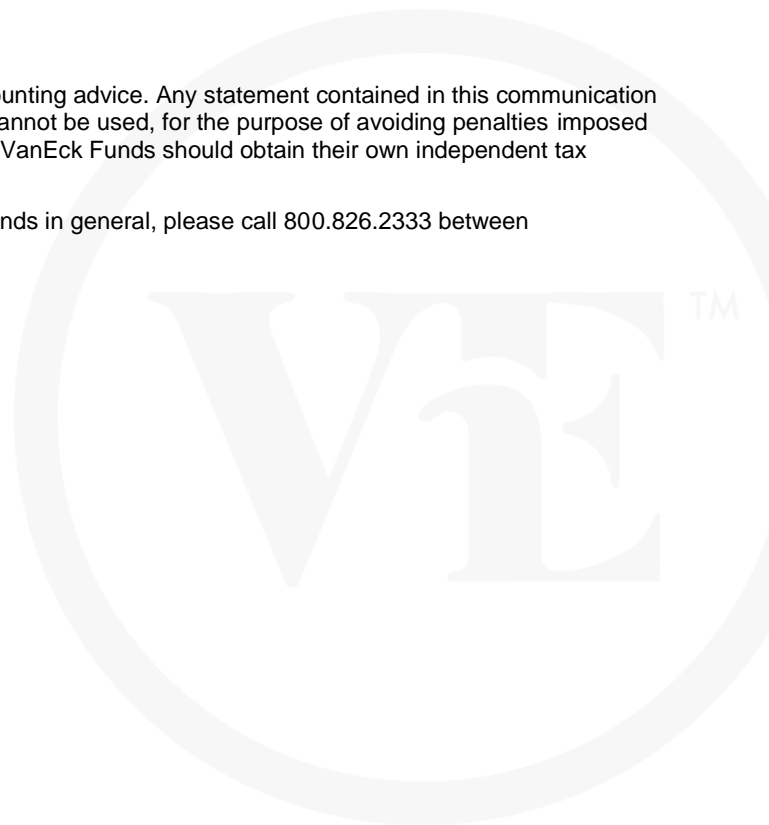 unting advice. Any statement contained in this communication
annot be used, for the purpose of avoiding penalties imposed
VanEck Funds should obtain their own independent tax
nds in general, please call 800.826.2333 between
VE
TM